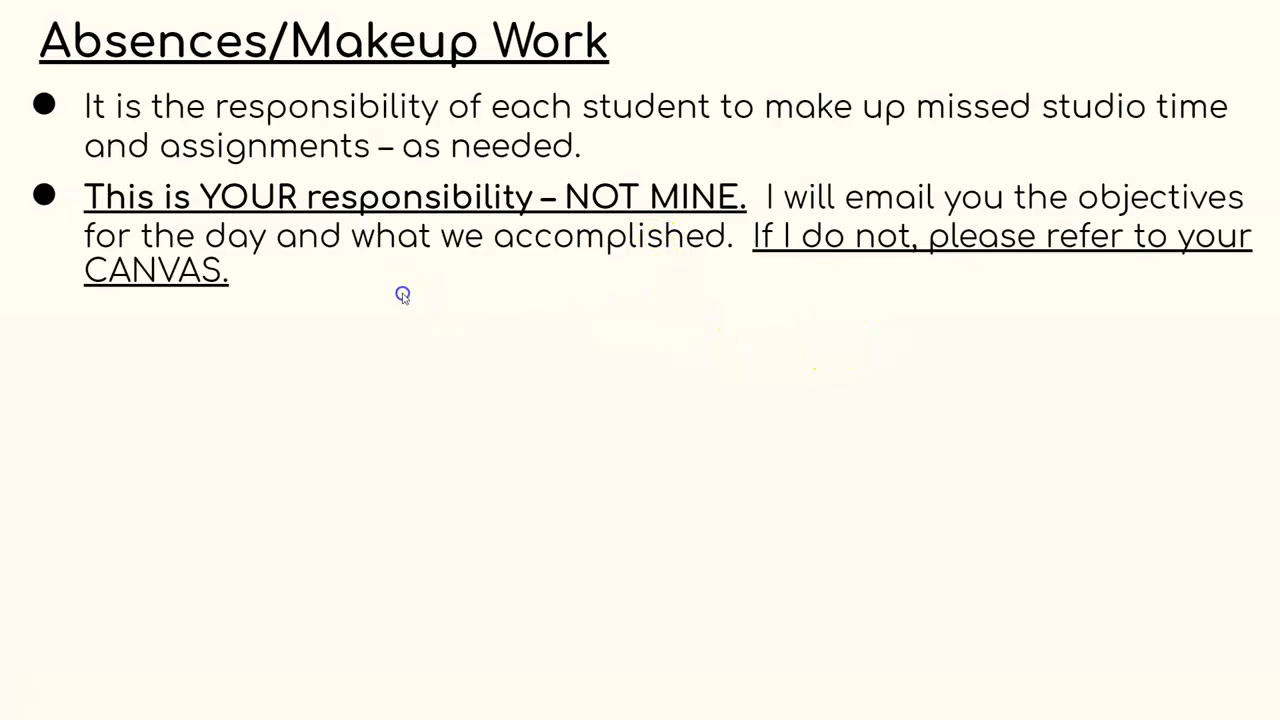 Absences/Makeup Work
● It is the responsibility of each student to make up missed studio time
and assignments – as needed.
● This is YOUR responsibility – NOT MINE.  I will email you the objectives
for the day and what we accomplished.  If I do not, please refer to your
CANVAS.